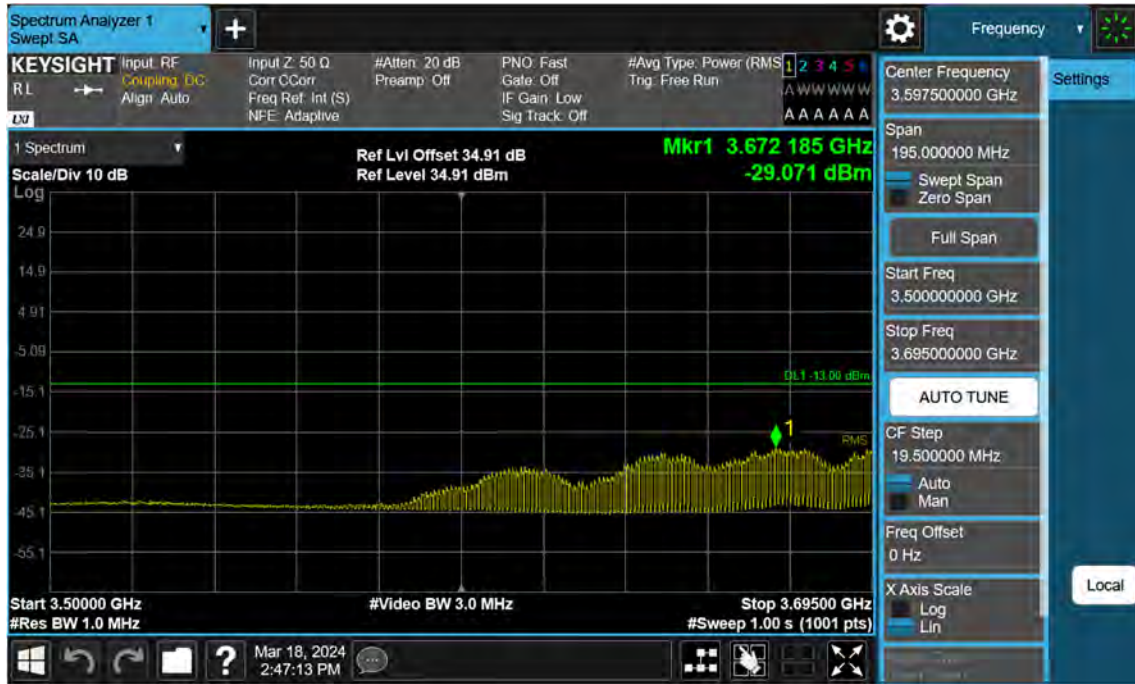 Spectrum Analyzer 1
Swept SA
+
Frequency
KEYSIGHT
Input: RF
Input Z: 50 Ω
#Atten: 20 dB
PNO: Fast
#Avg Type: Power (RMS
1 2 3 4 5 6
RL
Coupling: DC
Corr CCorr
Preamp: Off
Gate: Off
Trig: Free Run
Align: Auto
Freq Ref: Int (S)
IF Gain: Low
A W W W W W
LXI
NFE: Adaptive
Sig Track: Off
A A A A A A
Center Frequency
3.597500000 GHz
Settings
1 Spectrum
Ref Lvl Offset 34.91 dB
Mkr1 3.672 185 GHz
Scale/Div 10 dB
Ref Level 34.91 dBm
-29.071 dBm
Span
195.000000 MHz
Swept Span
Zero Span
Full Span
Start Freq
3.500000000 GHz
Stop Freq
3.695000000 GHz
AUTO TUNE
CF Step
19.500000 MHz
Auto
Man
Freq Offset
0 Hz
X Axis Scale
Log
Lin
Local
Log
24.9
14.9
4.91
-5.09
DL1 -13.00 dBm
-15.1
1
-25.1
RMS
-35.1
-45.1
-55.1
Start 3.50000 GHz
#Video BW 3.0 MHz
Stop 3.69500 GHz
#Res BW 1.0 MHz
#Sweep 1.00 s (1001 pts)
?
Mar 18, 2024
2:47:13 PM